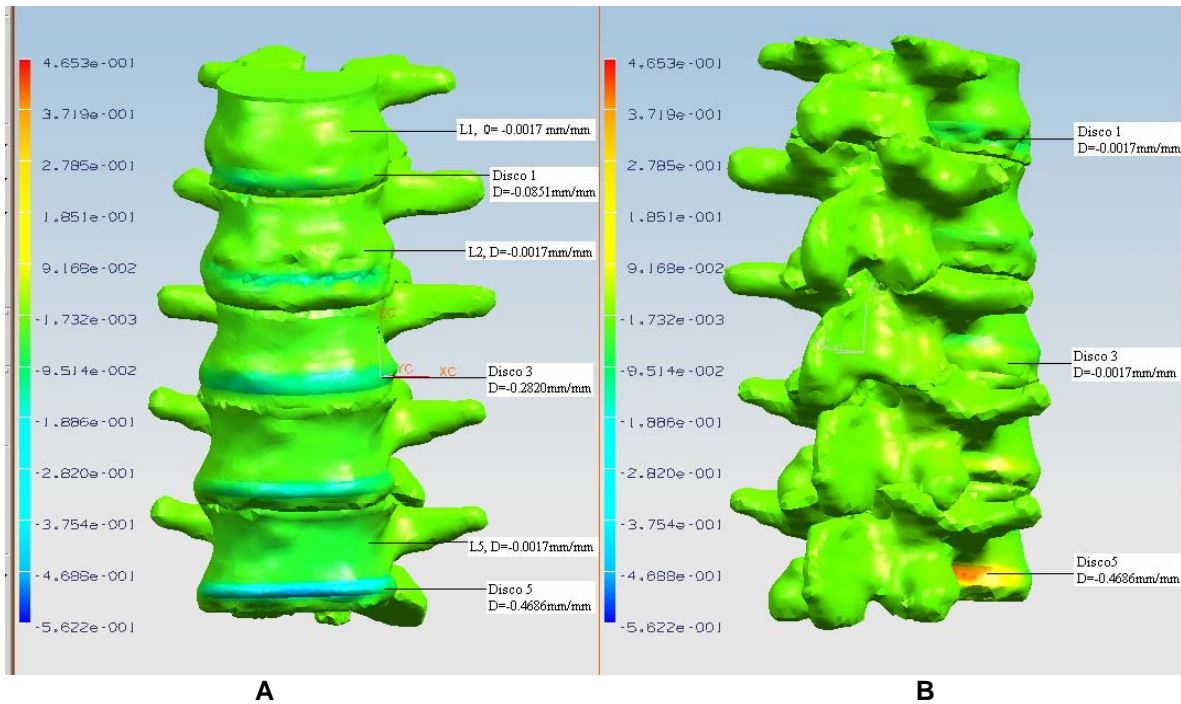 4.653e-001
3.719e-001
2.785e-001
1.851e-001
9.168e-002
-1.732e-003
-9.514e-002
-1.886e-001
-2.820e-001
-3.754e-001
-4.688e-001
-5.622e-001
L1, 0= -0.0017 mm/mm
Disco 1
D=-0.0851mm/mm
L2, D=-0.0017mm/mm
ZC
YC XC
Disco 3
D=-0.2820mm/mm
L5, D=-0.0017mm/mm
Disco 5
D=-0.4686mm/mm
A
4.653e-001
3.719e-001
2.785e-001
1.851e-001
9.168e-002
-1.732e-003
-9.514e-002
-1.886e-001
-2.820e-001
-3.754e-001
-4.688e-001
-5.622e-001
Disco 1
D=-0.0017mm/mm
Disco 3
D=-0.0017mm/mm
Disco5
D=-0.4686mm/mm
B